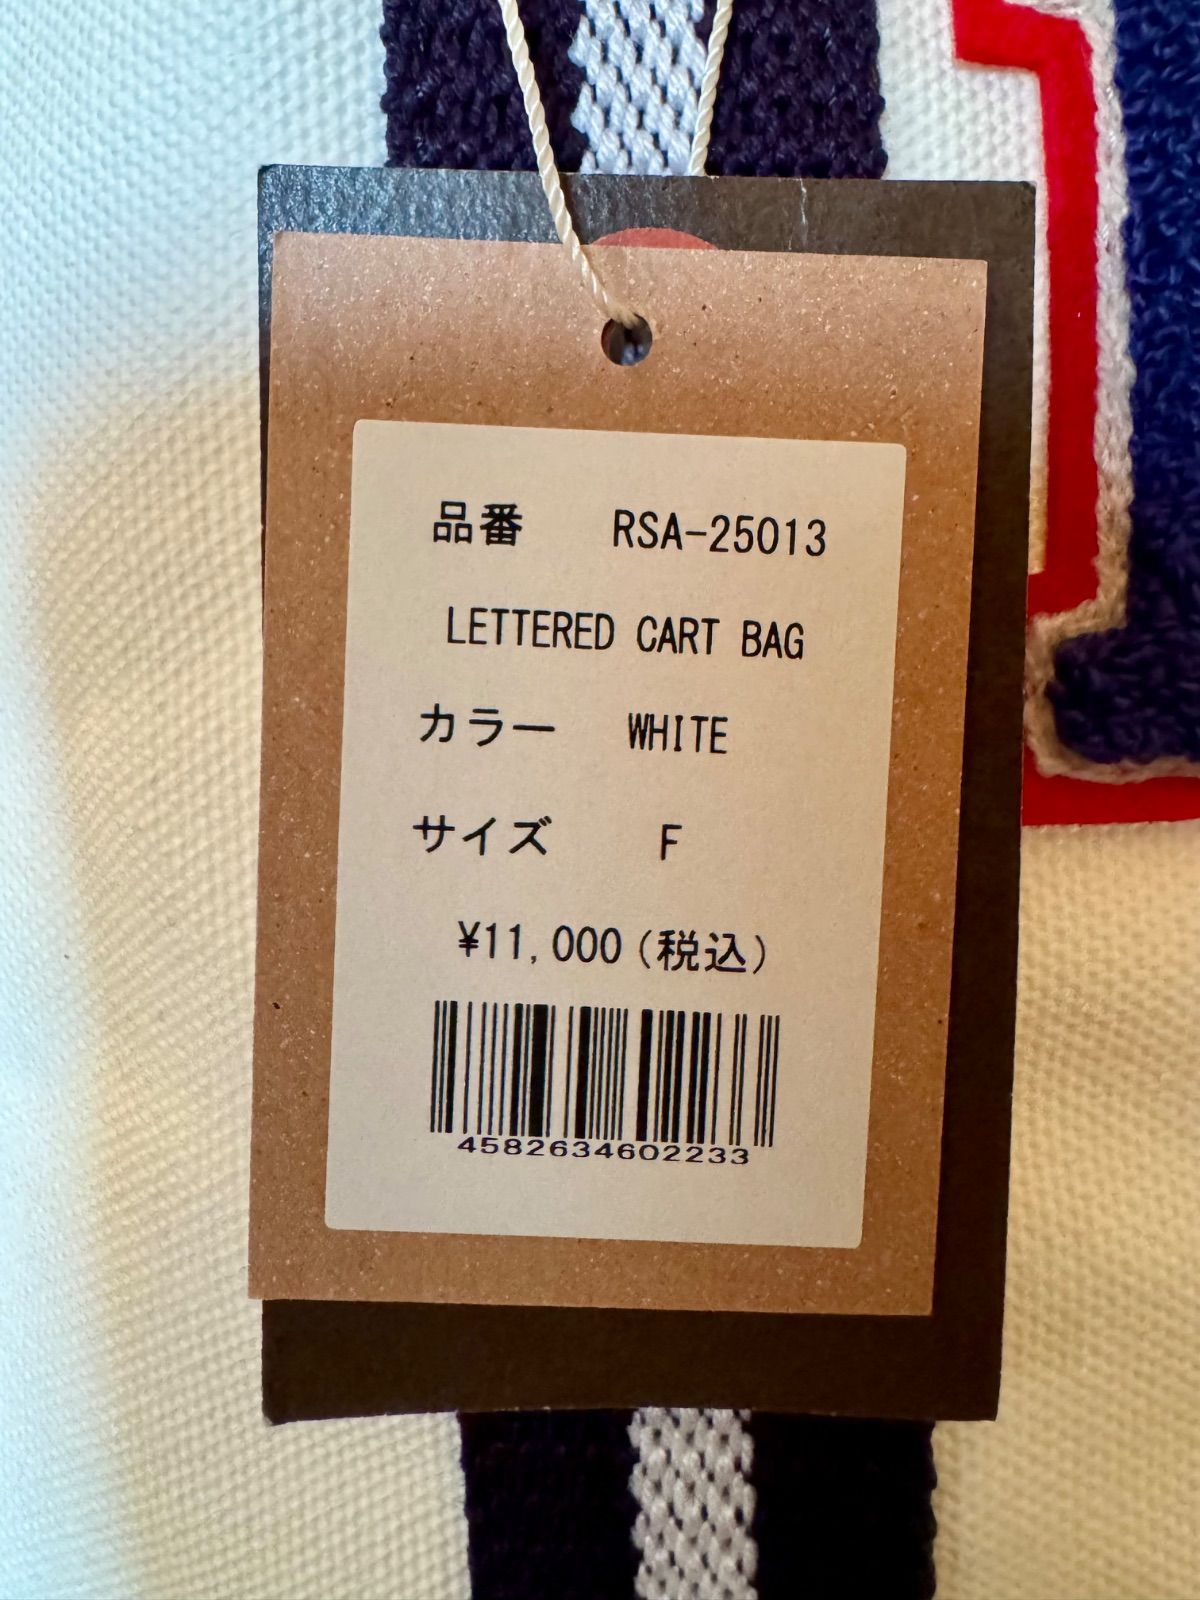 品番 RSA-25013
LETTERED CART BAG
カラー WHITE
サイズ F
¥11,000(税込)
4582634602233